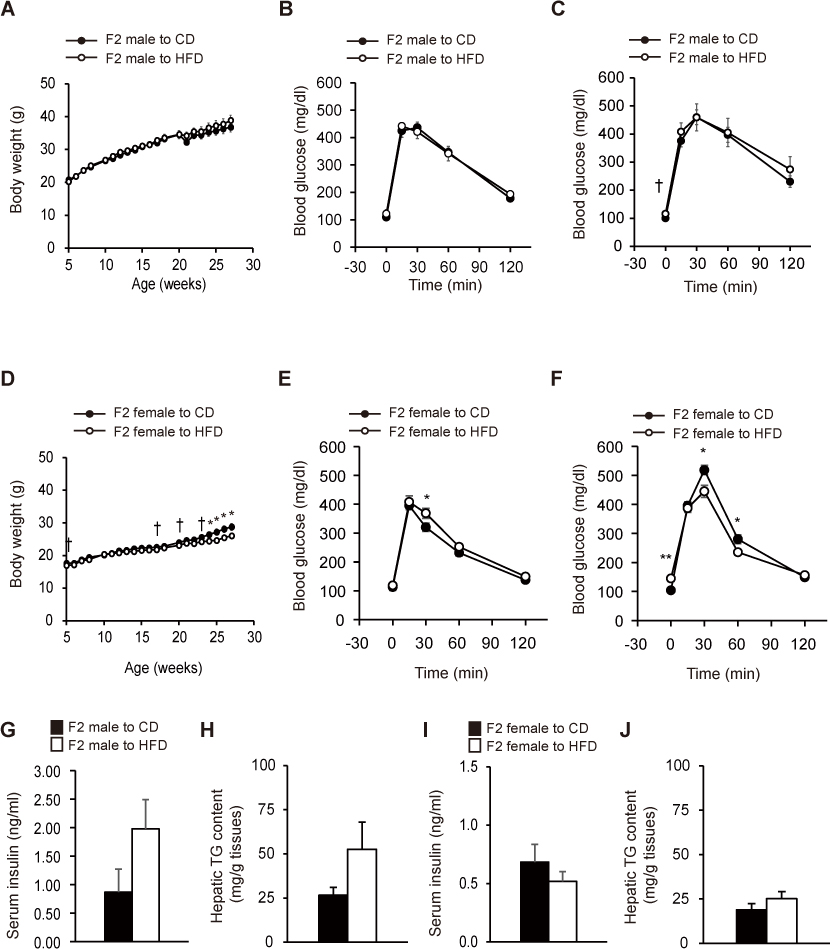 A
F2 male to CD
F2 male to HFD
Body weight (g)
50
40
30
20
10
0
5 10 15 20 25 30
Age (weeks)
B
F2 male to CD
F2 male to HFD
Blood glucose (mg/dl)
600
500
400
300
200
100
0
-30 0 30 60 90 120
Time (min)
C
F2 male to CD
F2 male to HFD
Blood glucose (mg/dl)
600
500
400
300
200
100
0
†
-30 0 30 60 90 120
Time (min)
D
F2 female to CD
F2 female to HFD
Body weight (g)
50
40
30
20
10
0
† † † † * * * *
5 10 15 20 25 30
Age (weeks)
E
F2 female to CD
F2 female to HFD
Blood glucose (mg/dl)
600
500
400
300
200
100
0
*
-30 0 30 60 90 120
Time (min)
F
F2 female to CD
F2 female to HFD
Blood glucose (mg/dl)
600
500
400
300
200
100
0
** * *
-30 0 30 60 90 120
Time (min)
G
F2 male to CD
F2 male to HFD
Serum insulin (ng/ml)
3.00
2.50
2.00
1.50
1.00
0.50
0.00
H
Hepatic TG content
(mg/g tissues)
100
75
50
25
0
I
F2 female to CD
F2 female to HFD
Serum insulin (ng/ml)
1.5
1.0
0.5
0.0
J
Hepatic TG content
(mg/g tissues)
100
75
50
25
0